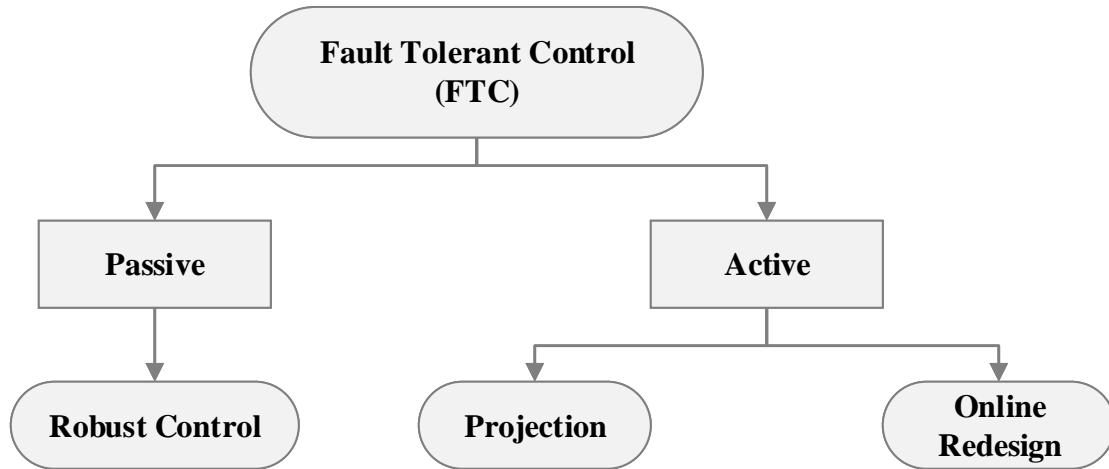 Fault Tolerant Control
(FTC)
Passive
Active
Robust Control
Projection
Online
Redesign